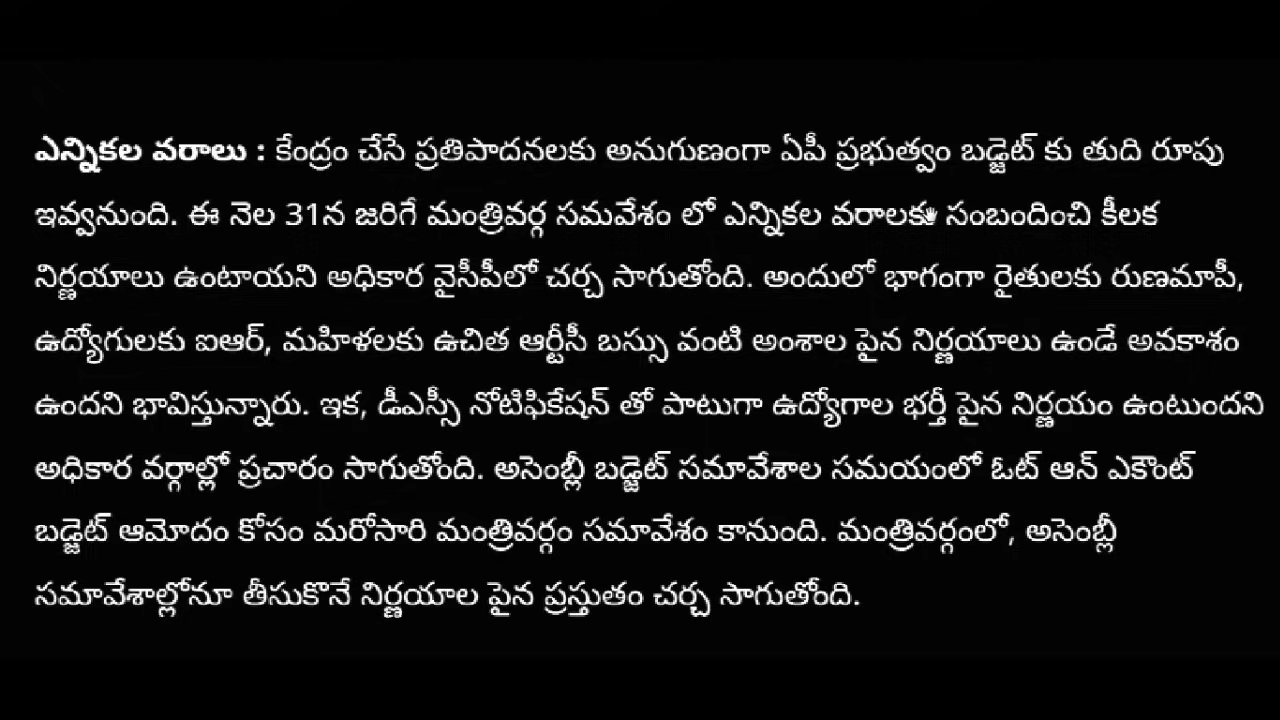 ఎన్నికల వరాలు : కేంద్రం చేసే ప్రతిపాదనలకు అనుగుణంగా ఏపీ ప్రభుత్వం బడ్జెట్ కు తుది రూపు
ఇవ్వనుంది. ఈ నెల 31న జరిగే మంత్రివర్గ సమవేశం లో ఎన్నికల వరాలకు సంబందించి కీలక
నిర్ణయాలు ఉంటాయని అధికార వైసీపీలో చర్చ సాగుతోంది. అందులో భాగంగా రైతులకు రుణమాపీ,
ఉద్యోగులకు ఐఆర్, మహిళలకు ఉచిత ఆర్టీసీ బస్సు వంటి అంశాల పైన నిర్ణయాలు ఉండే అవకాశం
ఉందని భావిస్తున్నారు. ఇక, డీఎస్సీ నోటిఫికేషన్ తో పాటుగా ఉద్యోగాల భర్తీ పైన నిర్ణయం ఉంటుందని
అధికార వర్గాల్లో ప్రచారం సాగుతోంది. అసెంబ్లీ బడ్జెట్ సమావేశాల సమయంలో ఓట్ ఆన్ ఎకౌంట్
బడ్జెట్ ఆమోదం కోసం మరోసారి మంత్రివర్గం సమావేశం కానుంది. మంత్రివర్గంలో, అసెంబ్లీ
సమావేశాల్లోనూ తీసుకొనే నిర్ణయాల పైన ప్రస్తుతం చర్చ సాగుతోంది.